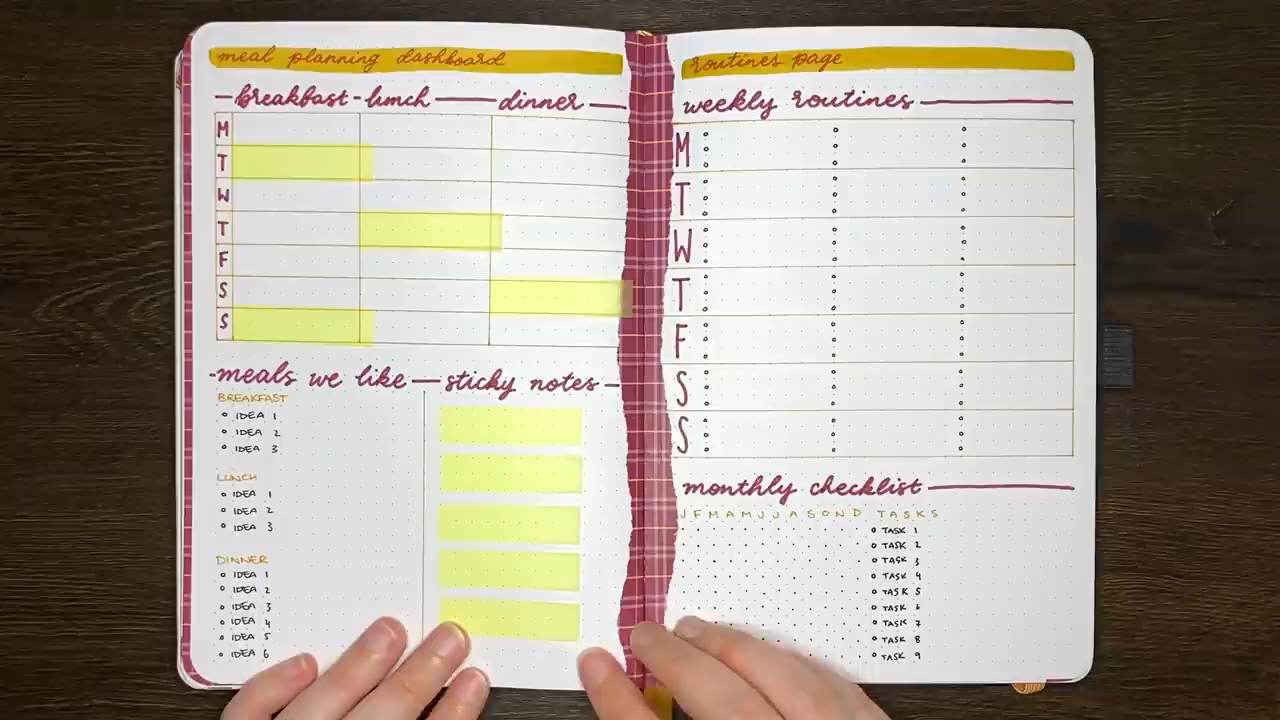 meal planning dashboard
-breakfast-lunch — dinner —
M
T
W
T
F
S
S
-meals we like — sticky notes -
BREAKFAST
IDEA 1
IDEA 2
IDEA 3
LUNCH
IDEA 1
IDEA 2
IDEA 3
DINNER
IDEA 1
IDEA 2
IDEA 3
IDEA 4
IDEA 5
IDEA 6
routines page
weekly routines —
M
T
W
T
F
S
S
monthly checklist —
J F M A M J J A S O N D TASKS
TASK 1
TASK 2
TASK 3
TASK 4
TASK 5
TASK 6
TASK 7
TASK 8
TASK 9